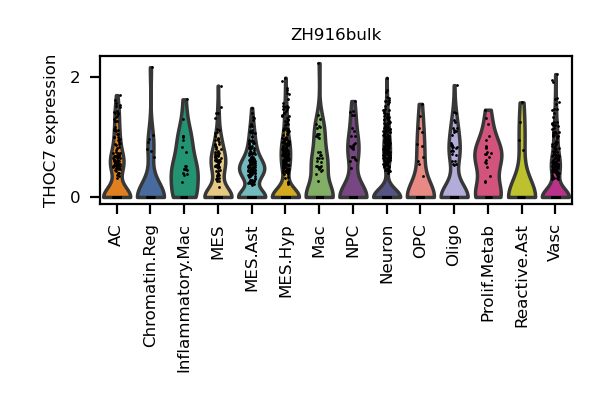 ZH916bulk
THOC7 expression
2
0
AC
Chromatin.Reg
Inflammatory.Mac
MES
MES.Ast
MES.Hyp
Mac
NPC
Neuron
OPC
Oligo
Prolif.Metab
Reactive.Ast
Vasc